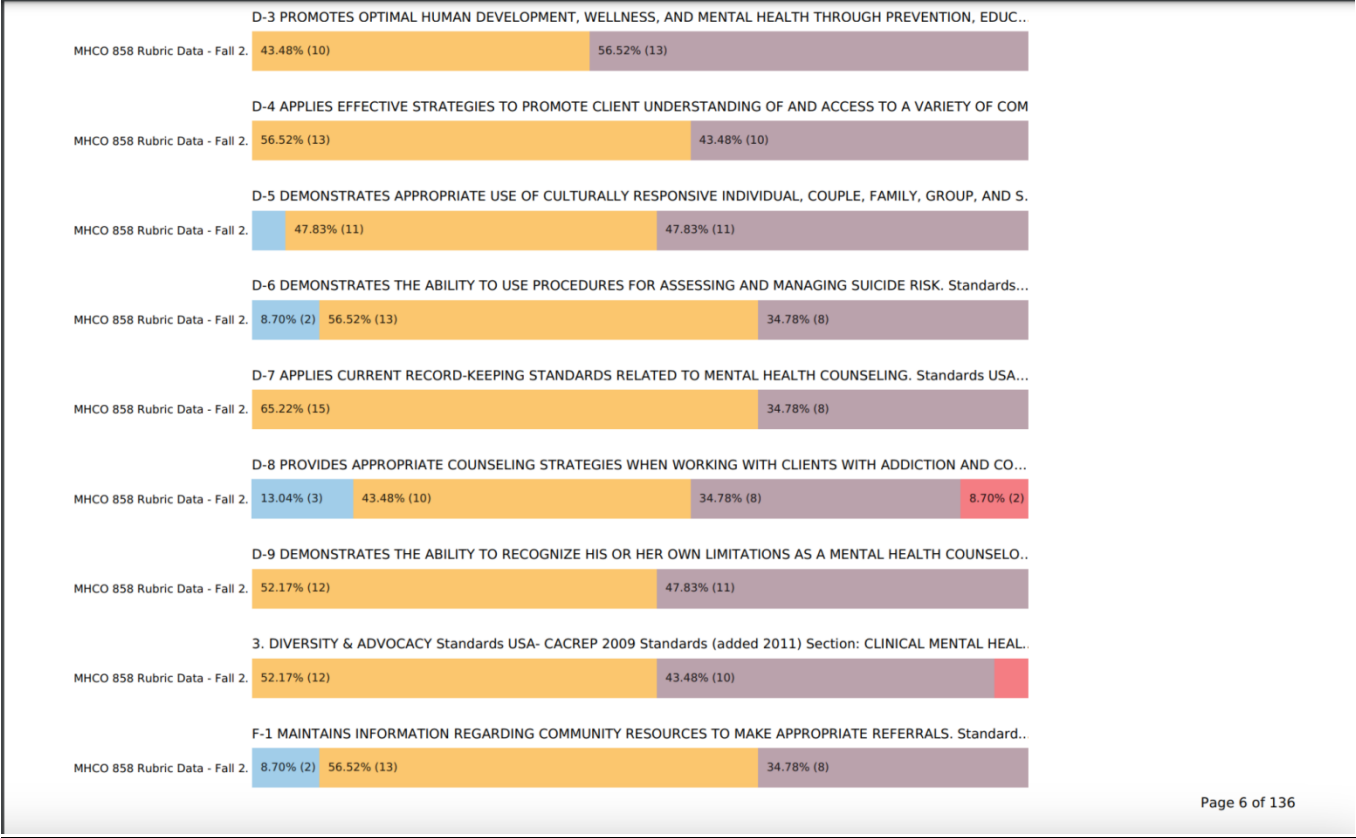 D-3 PROMOTES OPTIMAL HUMAN DEVELOPMENT, WELLNESS, AND MENTAL HEALTH THROUGH PREVENTION, EDUC..
MHCO 858 Rubric Data - Fall 2. 43.48% (10) 56.52% (13)
D-4 APPLIES EFFECTIVE STRATEGIES TO PROMOTE CLIENT UNDERSTANDING OF AND ACCESS TO A VARIETY OF COM
MHCO 858 Rubric Data - Fall 2. 56.52% (13) 43.48% (10)
D-5 DEMONSTRATES APPROPRIATE USE OF CULTURALLY RESPONSIVE INDIVIDUAL, COUPLE, FAMILY, GROUP, AND S.
MHCO 858 Rubric Data - Fall 2. 47.83% (11) 47.83% (11)
D-6 DEMONSTRATES THE ABILITY TO USE PROCEDURES FOR ASSESSING AND MANAGING SUICIDE RISK. Standards...
MHCO 858 Rubric Data - Fall 2. 8.70% (2) 56.52% (13) 34.78% (8)
D-7 APPLIES CURRENT RECORD-KEEPING STANDARDS RELATED TO MENTAL HEALTH COUNSELING. Standards USA...
MHCO 858 Rubric Data - Fall 2. 65.22% (15) 34.78% (8)
D-8 PROVIDES APPROPRIATE COUNSELING STRATEGIES WHEN WORKING WITH CLIENTS WITH ADDICTION AND CO...
MHCO 858 Rubric Data - Fall 2. 13.04% (3) 43.48% (10) 34.78% (8) 8.70% (2)
D-9 DEMONSTRATES THE ABILITY TO RECOGNIZE HIS OR HER OWN LIMITATIONS AS A MENTAL HEALTH COUNSELO..
MHCO 858 Rubric Data - Fall 2. 52.17% (12) 47.83% (11)
3. DIVERSITY & ADVOCACY Standards USA- CACREP 2009 Standards (added 2011) Section: CLINICAL MENTAL HEAL.
MHCO 858 Rubric Data - Fall 2. 52.17% (12) 43.48% (10)
F-1 MAINTAINS INFORMATION REGARDING COMMUNITY RESOURCES TO MAKE APPROPRIATE REFERRALS. Standard..
MHCO 858 Rubric Data - Fall 2. 8.70% (2) 56.52% (13) 34.78% (8)
Page 6 of 136